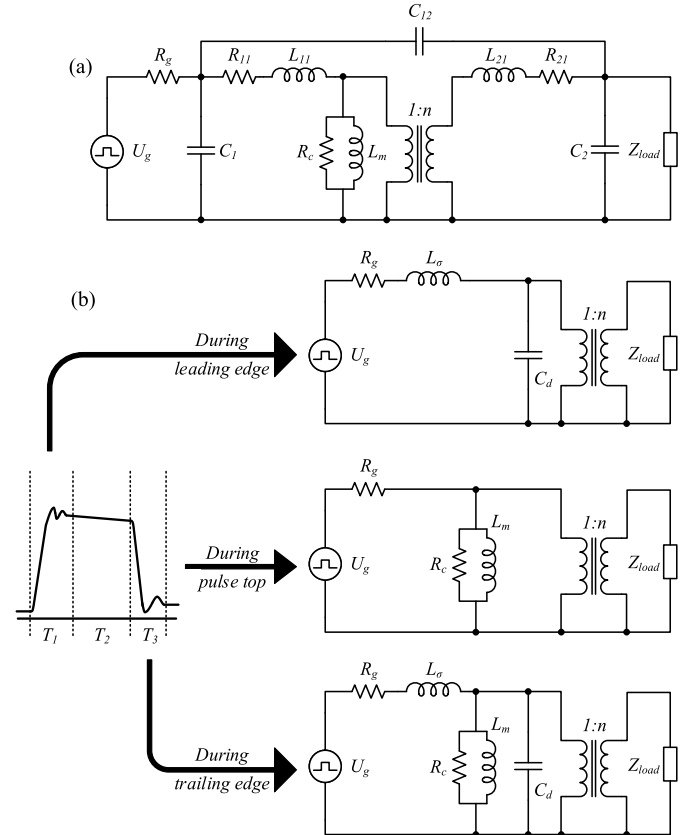 C12
(a)
Rg
R11
L11
L21
R21
1:n
Ug
C1
Rc
Lm
C2
Zload
(b)
Rg
Lσ
During
leading edge
1:n
Ug
Cd
Zload
Rg
Lm
1:n
During
pulse top
Ug
Rc
Zload
T1
T2
T3
Rg
Lσ
Lm
1:n
During
trailing edge
Ug
Rc
Cd
Zload